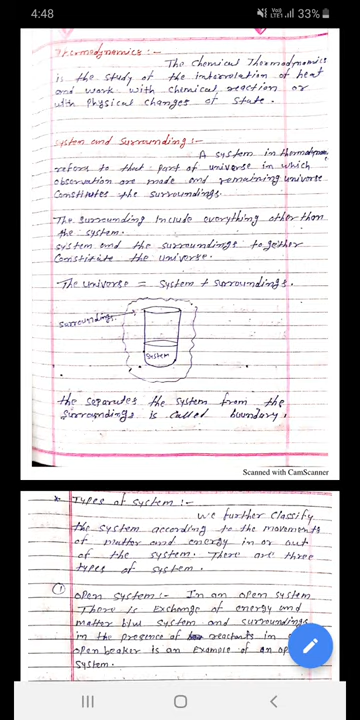 4:48
Vo))
LTE1
33%
Thermodynamics:-
The Chemical Thermodynamics
is the study of the interrelation of heat
and work with chemical reaction or
with Physical changes of State.
System and Surroundings:-
A system in thermodynamic
refers to that part of universe in which
observation are made and remaining universe
Constitutes the surroundings.
The surrounding include everything other than
the system.
system and the surroundings together
Constitute the universe.
The universe = System + Surroundings.
Surroundings
System
the separates the system from the
surroundings is called boundary.
Scanned with CamScanner
* Types of system :-
We further classify
the system according to the movements
of matter and energy in or out
of the system. There are three
types of system.
① open system:- In an open system
There is Exchange of energy and
matter b/w system and surroundings
in the presence of reactants in
open beaker is an Example of an
system.